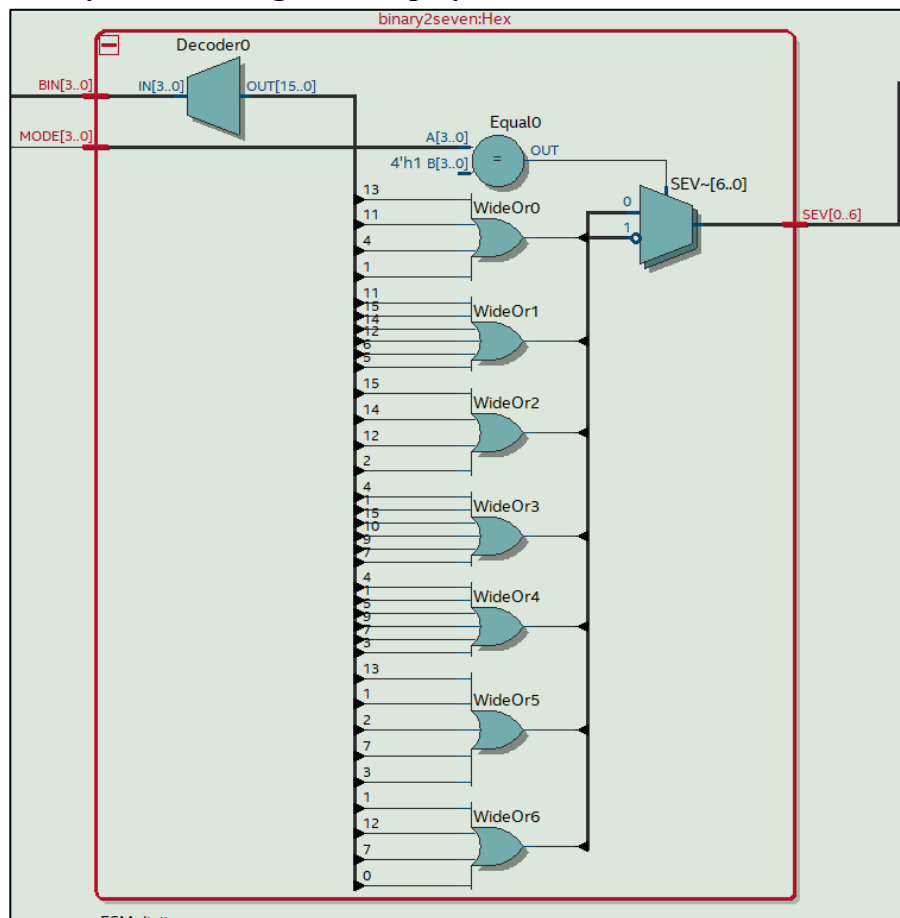 binary2seven:Hex
Decoder0
BIN[3..0] IN[3..0] OUT[15..0]
MODE[3..0]
Equal0
A[3..0]
4'h1 B[3..0] = OUT
SEV~[6..0]
0
1
SEV[0..6]
13
WideOr0
11
4
1
11
15
WideOr1
14
12
6
5
15
WideOr2
14
12
2
4
1
WideOr3
15
10
9
7
4
1
WideOr4
5
9
7
3
13
WideOr5
1
2
7
3
1
WideOr6
12
7
0